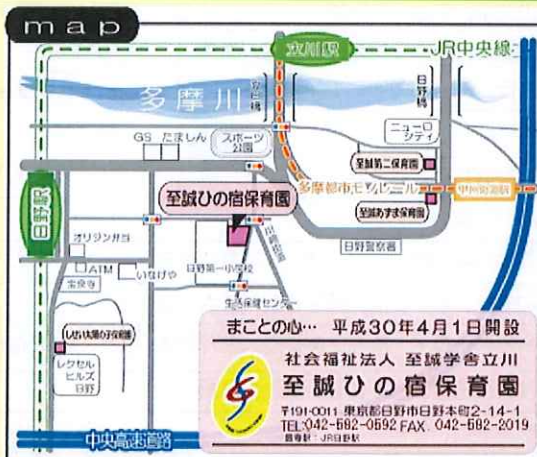 map
立川駅
JR中央線
多摩川
立日橋
日野橋
GS たましん
スポーツ
公園
ニューロ
シティ
至誠第二保育園
至誠ひの宿保育園
多摩都市モノレール
甲州街道駅
至誠あずま保育園
日野駅
日野警察署
オリジン弁当
ATM
いなげや
日野第一小学校
宝泉寺
生活保健センター
しせい太陽の子保育園
レクセル
ヒルズ
日野
中央高速道路
まことの心… 平成30年4月1日開設
社会福祉法人 至誠学舎立川
至誠ひの宿保育園
〒191-0011 東京都日野市日野本町2-14-1
TEL:042-582-0592 FAX. 042-582-2019
最寄駅:JR日野駅